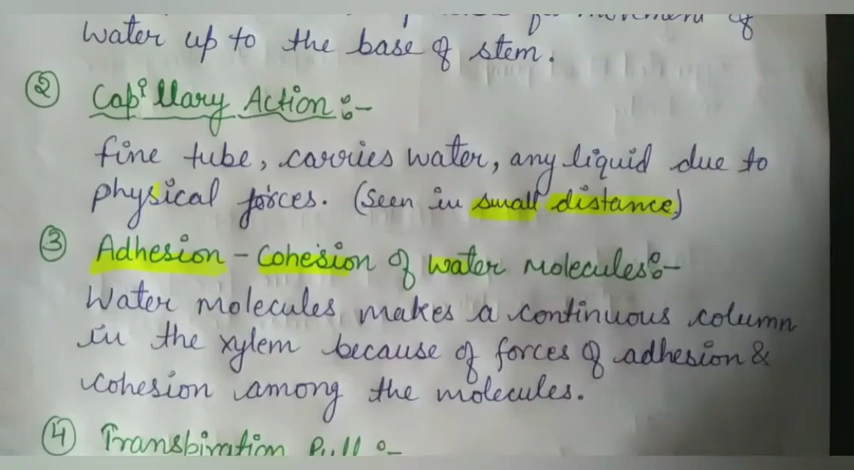 movement of
water up to the base of stem.
② Capillary Action :-
fine tube, carries water, any liquid due to
physical forces. (Seen in small distance)
③ Adhesion - Cohesion of water molecules :-
Water molecules makes a continuous column
in the xylem because of forces of adhesion &
cohesion among the molecules.
④ Transpiration Pull :-